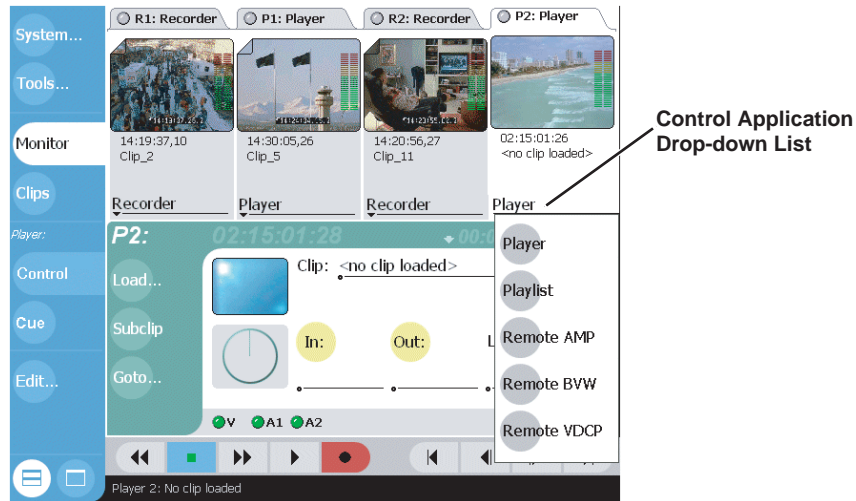 System...
Tools...
Monitor
Clips
Player:
Control
Cue
Edit...
R1: Recorder
P1: Player
R2: Recorder
P2: Player
14:19:37,10
Clip_2
Recorder
14:30:05,26
Clip_5
Player
14:20:56,27
Clip_11
Recorder
02:15:01:26
<no clip loaded>
Player
Control Application
Drop-down List
P2:
02:15:01:28
Load...
Subclip
Goto...
Clip: <no clip loaded>
In:
Out:
V A1 A2
Player
Playlist
Remote AMP
Remote BVW
Remote VDCP
Player 2: No clip loaded